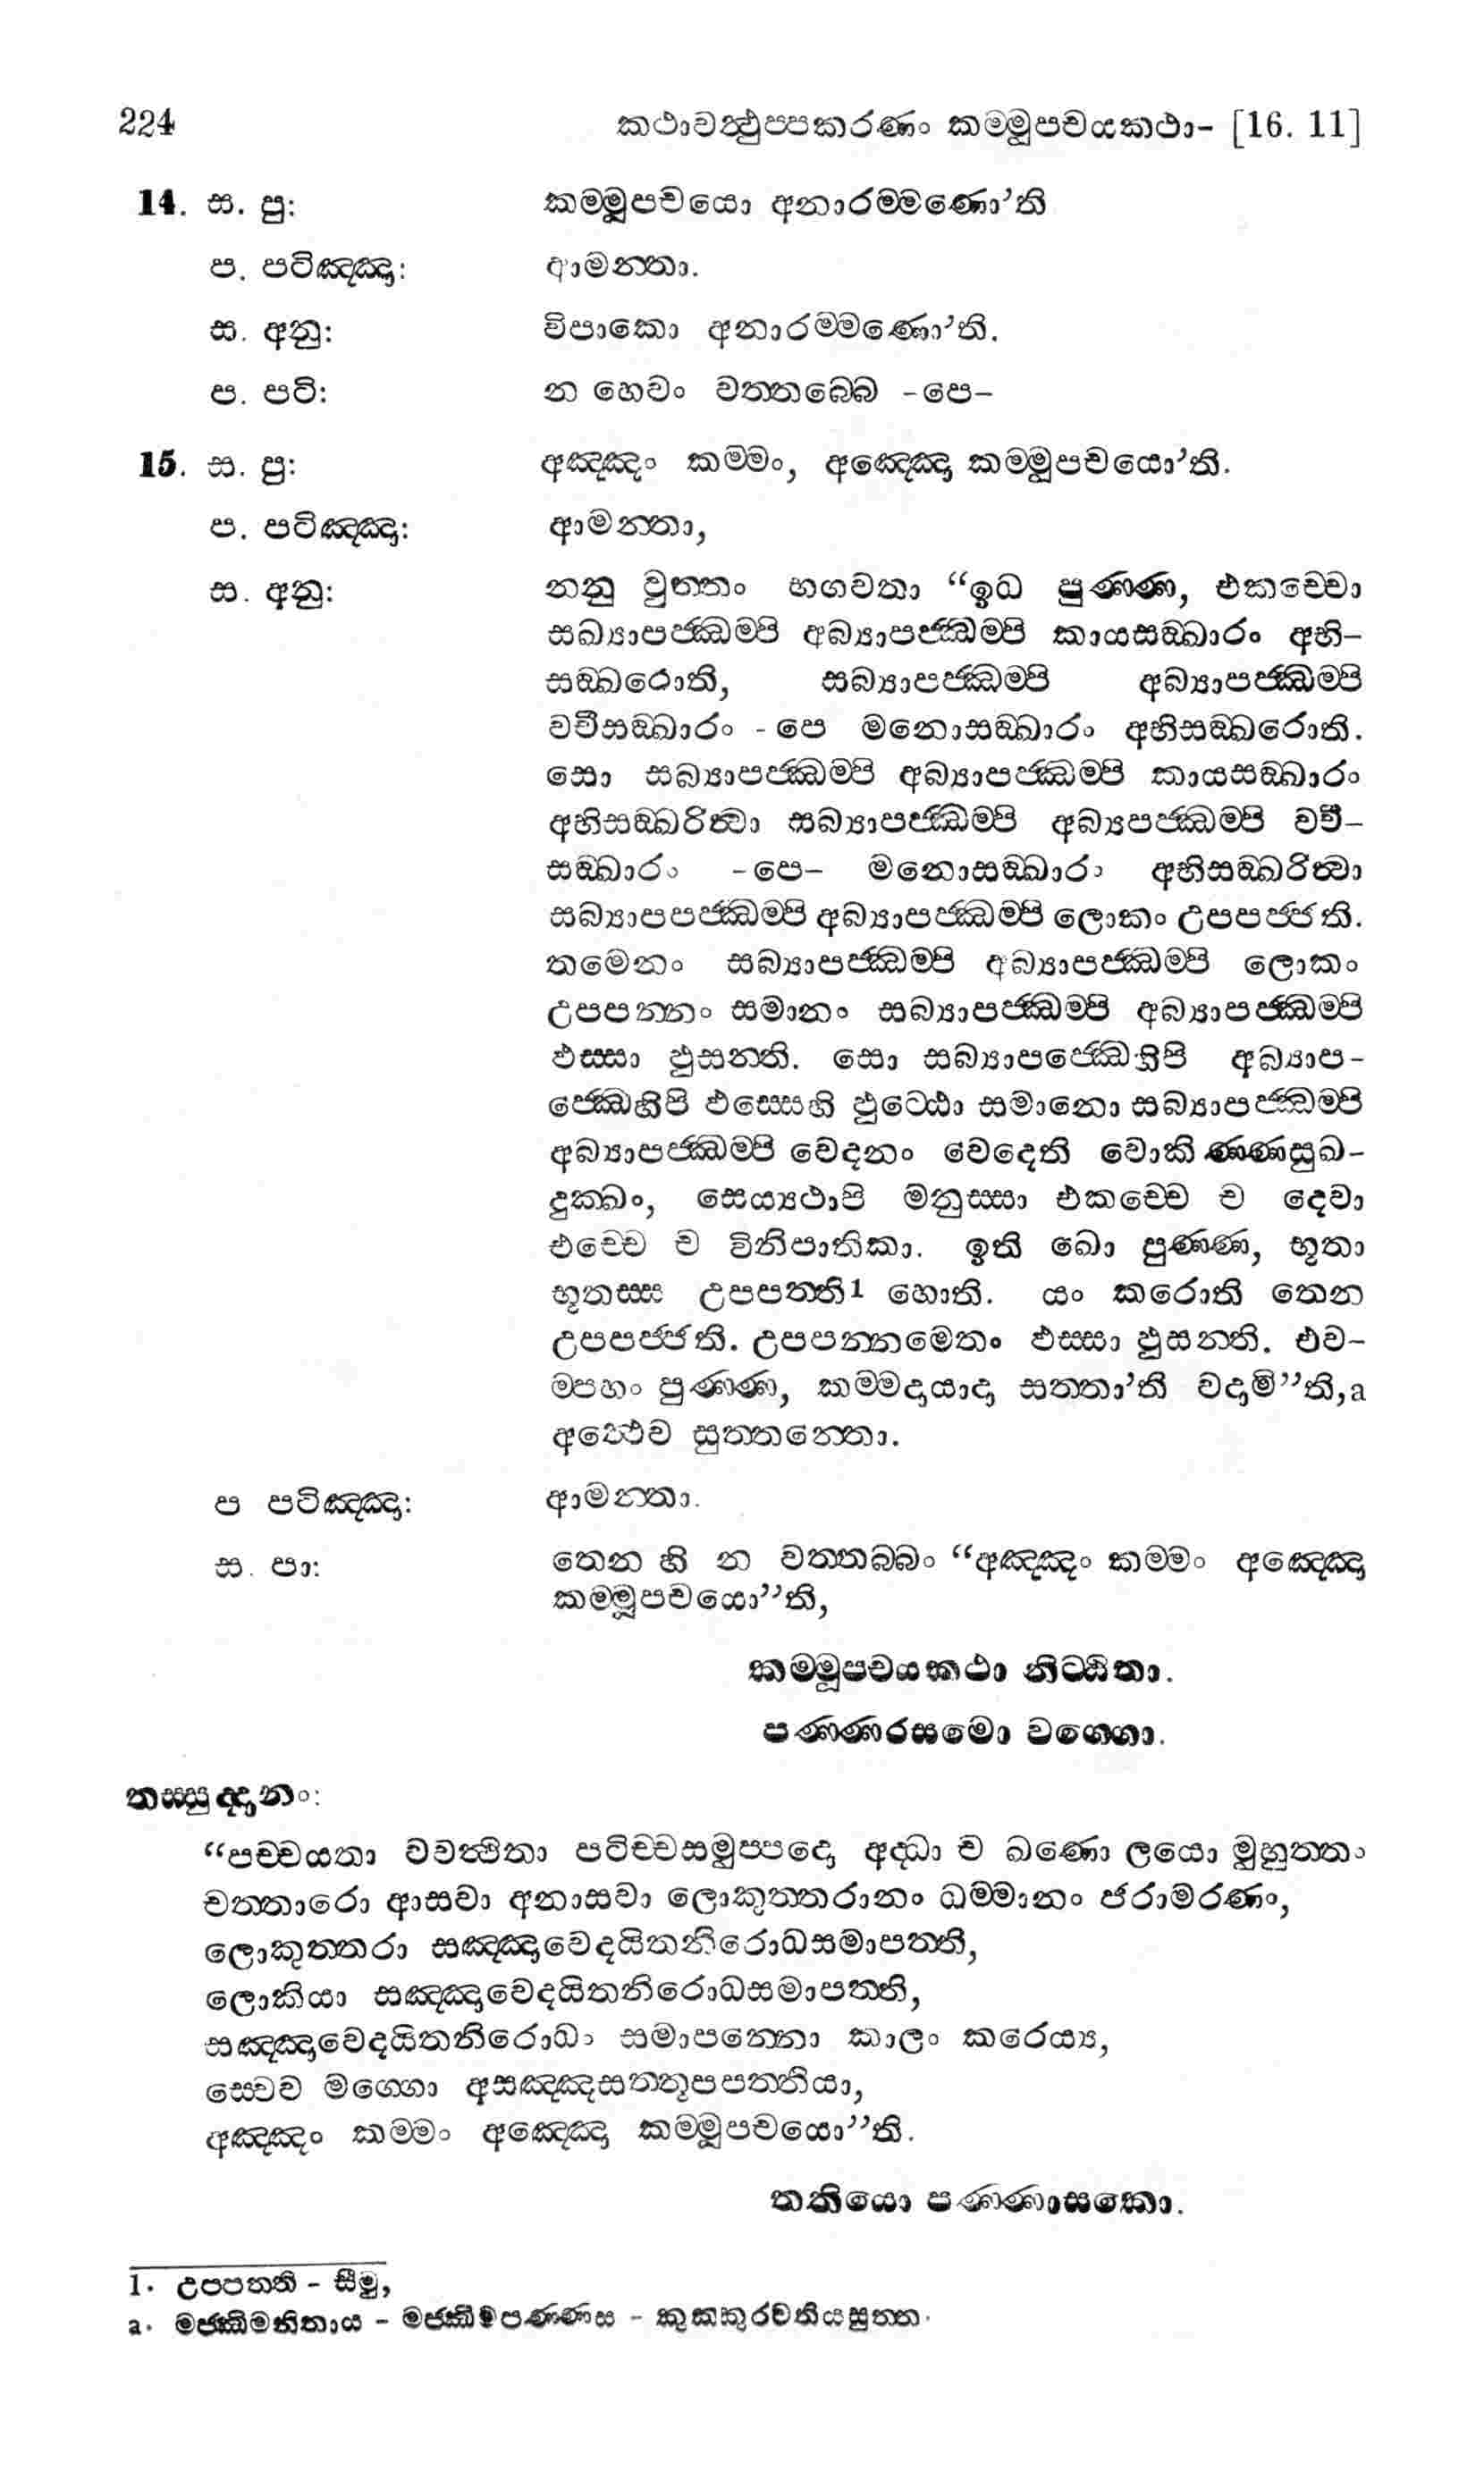 224 කථාවත්‍ථුප්පකරණං කම්මූපචයකථා- [16. 11]
14. ස. පු: කම්මූපචයො අනාරම්මණො’ති
ප. පටිඤ්ඤා: ආමන්තා.
ස. අනු: විපාකො අනාරම්මණො’ති.
ප. පටි: න හෙවං වත්තබ්බෙ -පෙ-
15. ස. පු: අඤ්ඤං කම්මං, අඤ්ඤො කම්මූපචයො’ති.
ප. පටිඤ්ඤා: ආමන්තා,
ස. අනු: නනු වුත්තං භගවතා “ඉධ පුණ්ණ, එකච්චො
සබ්‍යාපජ්ඣම්පි අබ්‍යාපජ්ඣම්පි කායසඞ්ඛාරං අභි-
සඞ්ඛරොති, සබ්‍යාපජ්ඣම්පි අබ්‍යාපජ්ඣම්පි
වචීසඞ්ඛාරං - පෙ මනොසඞ්ඛාරං අභිසඞ්ඛරොති.
සො සබ්‍යාපජ්ඣම්පි අබ්‍යාපජ්ඣම්පි කායසඞ්ඛාරං
අභිසඞ්ඛරිත්‍වා සබ්‍යාපජ්ඣම්පි අබ්‍යපජ්ඣම්පි වචී-
සඞ්ඛාරං -පෙ- මනොසඞ්ඛාරං අභිසඞ්ඛරිත්‍වා
සබ්‍යාපපජ්ඣම්පි අබ්‍යාපජ්ඣම්පි ලොකං උපපජ්ජති.
තමෙනං සබ්‍යාපජ්ඣම්පි අබ්‍යාපජ්ඣම්පි ලොකං
උපපන්නං සමානං සබ්‍යාපජ්ඣම්පි අබ්‍යාපජ්ඣම්පි
ඵස්සා ඵුසන්ති. සො සබ්‍යාපජ්ඣෙහිපි අබ්‍යාප-
ජ්ඣෙහිපි ඵස්සෙහි ඵුට්ඨො සමානො සබ්‍යාපජ්ඣම්පි
අබ්‍යාපජ්ඣම්පි වෙදනං වෙදෙති වොකිණ්ණසුඛ-
දුක්ඛං, සෙය්‍යථාපි මනුස්සා එකච්චෙ ච දෙවා
එච්චෙ ච විනිපාතිකා. ඉති ඛො පුණ්ණ, භූතා
භූතස්ස උපපත්ති1 හොති. යං කරොති තෙන
උපපජ්ජති. උපපන්නමෙතං ඵස්සා ඵුසන්ති. එව-
ම්පහං පුණ්ණ, කම්මදායාදා සත්තා’ති වදාමි”ති,a
අත්‍ථෙව සුත්තන්තො.
ප පටිඤ්ඤා: ආමන්තා.
ස. පා: තෙන හි න වත්තබ්බං “අඤ්ඤං කම්මං අඤ්ඤො
කම්මූපචයො”ති,
කම්මූපචයකථා නිට්ඨිතා.
පණ්ණරසමො වග්ගො.
තස්සුද්දානං:
“පච්චයතා වවත්‍ථිතා පටිච්චසමුප්පදො අද්ධා ච ඛණො ලයො මුහුත්තං
චත්තාරො ආසවා අනාසවා ලොකුත්තරානං ධම්මානං ජරාමරණං,
ලොකුත්තරා සඤ්ඤාවෙදයිතනිරොධසමාපත්ති,
ලොකියා සඤ්ඤාවෙදයිතනිරොධසමාපත්ති,
සඤ්ඤාවෙදයිතනිරොධං සමාපන්නො කාලං කරෙය්‍ය,
ස්වෙව මග්ගො අසඤ්ඤසත්තූපපත්තියා,
අඤ්ඤං කම්මං අඤ්ඤො කම්මූපචයො”ති.
තතියො පණ්ණාසකො.
1. උප්පත්ති - සීමු,
a. මජ්ඣිමනිකාය - මජ්ඣිමපණ්ණස - කුක්කුරවතියසුත්ත.